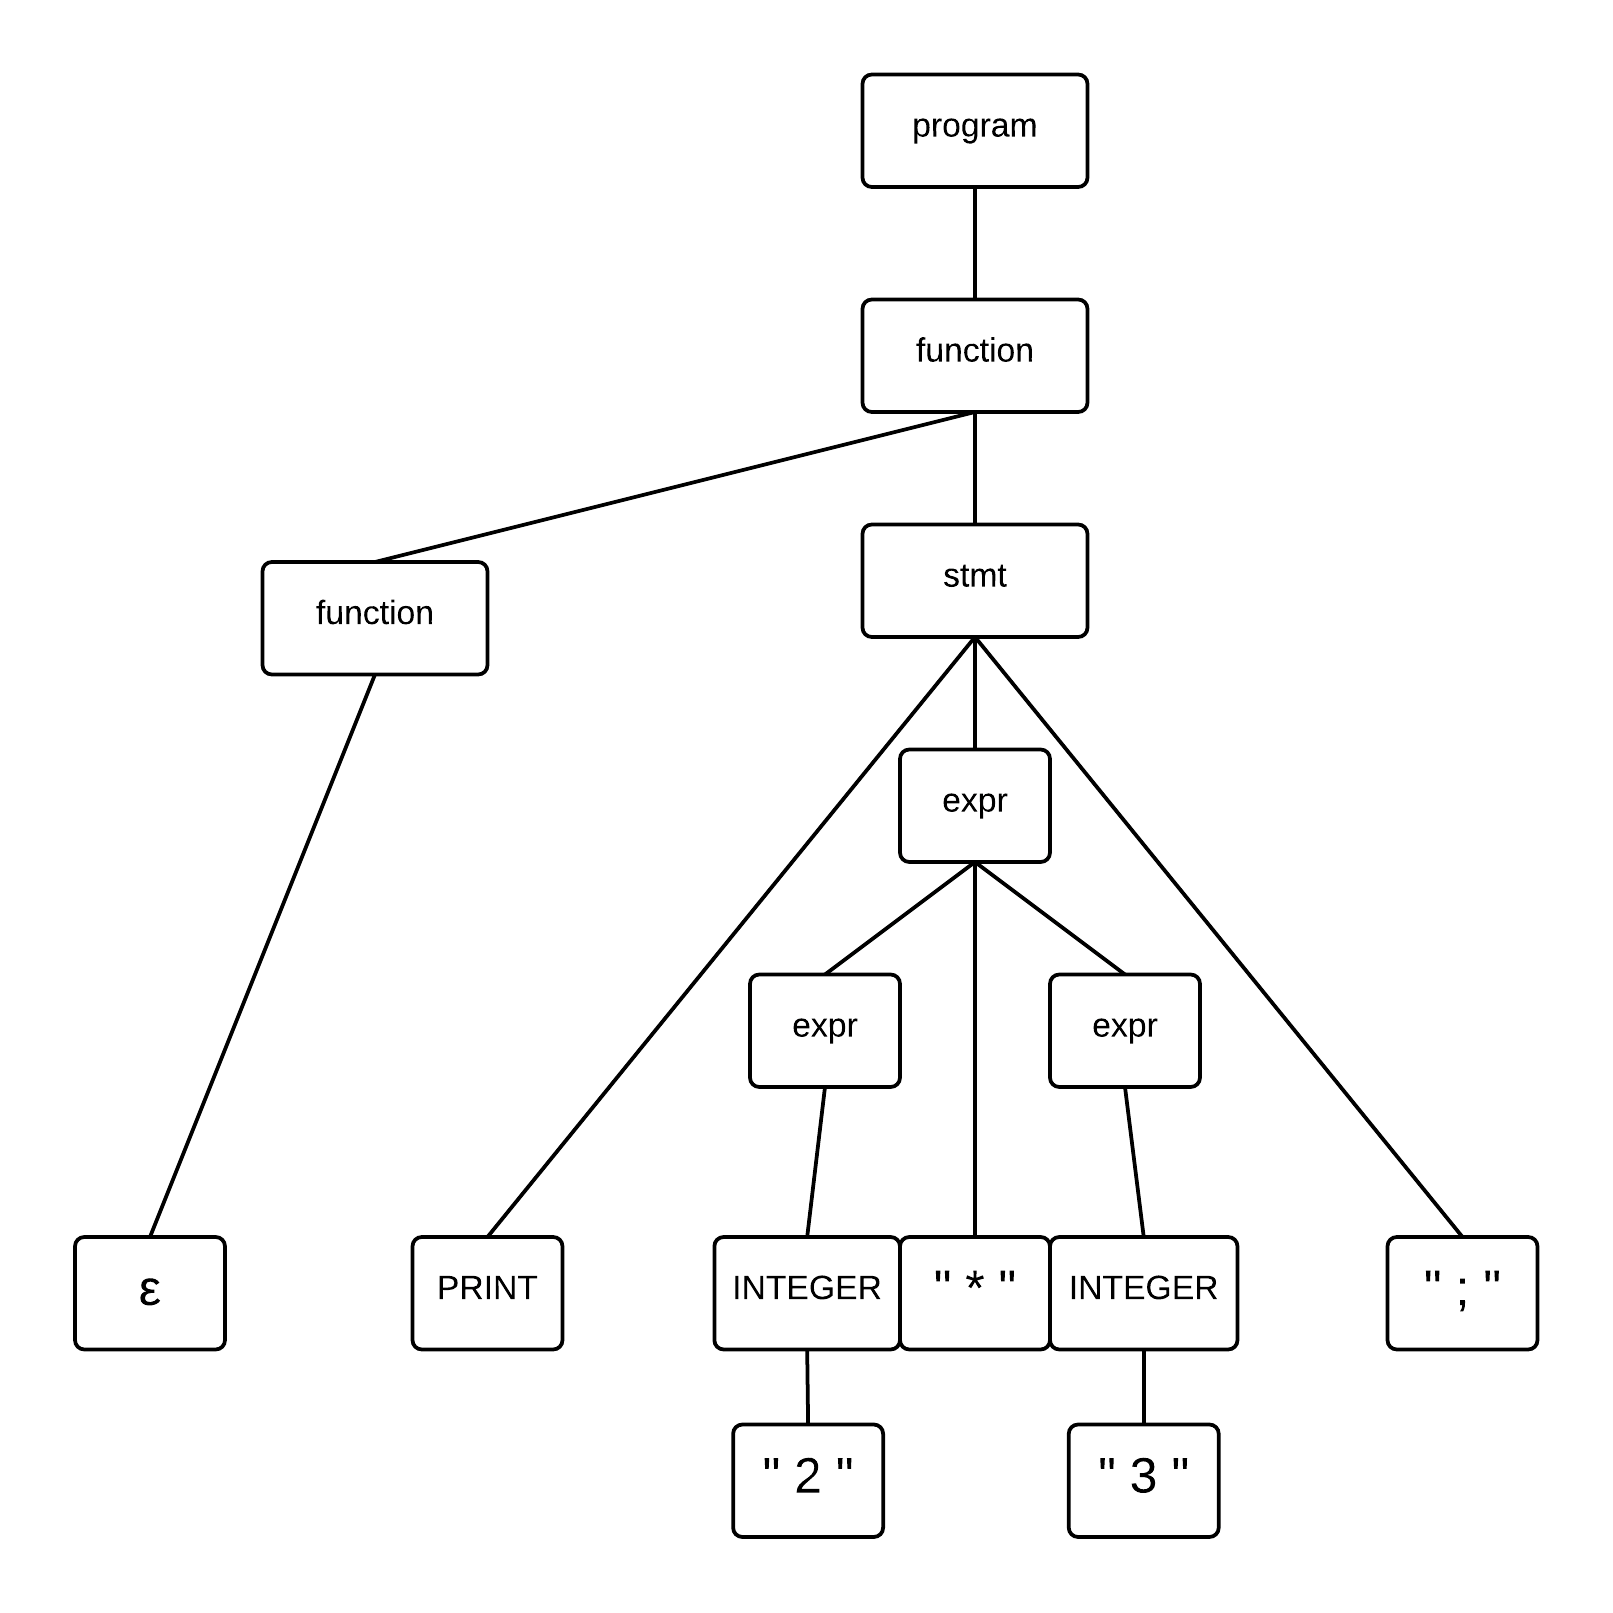 program
function
stmt
function
expr
expr
expr
ε
PRINT
INTEGER
" * "
INTEGER
" ; "
" 2 "
" 3 "